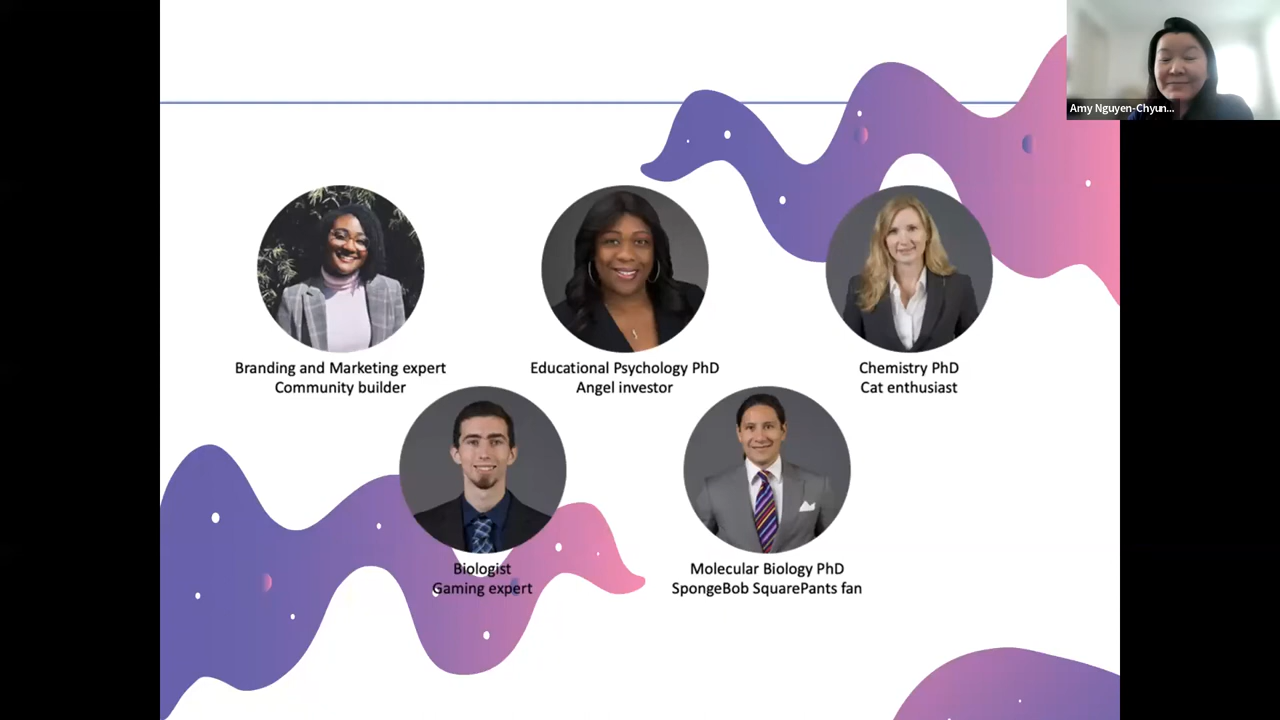 Amy Nguyen-Chyun...
Branding and Marketing expert
Community builder
Educational Psychology PhD
Angel investor
Chemistry PhD
Cat enthusiast
Biologist
Gaming expert
Molecular Biology PhD
SpongeBob SquarePants fan